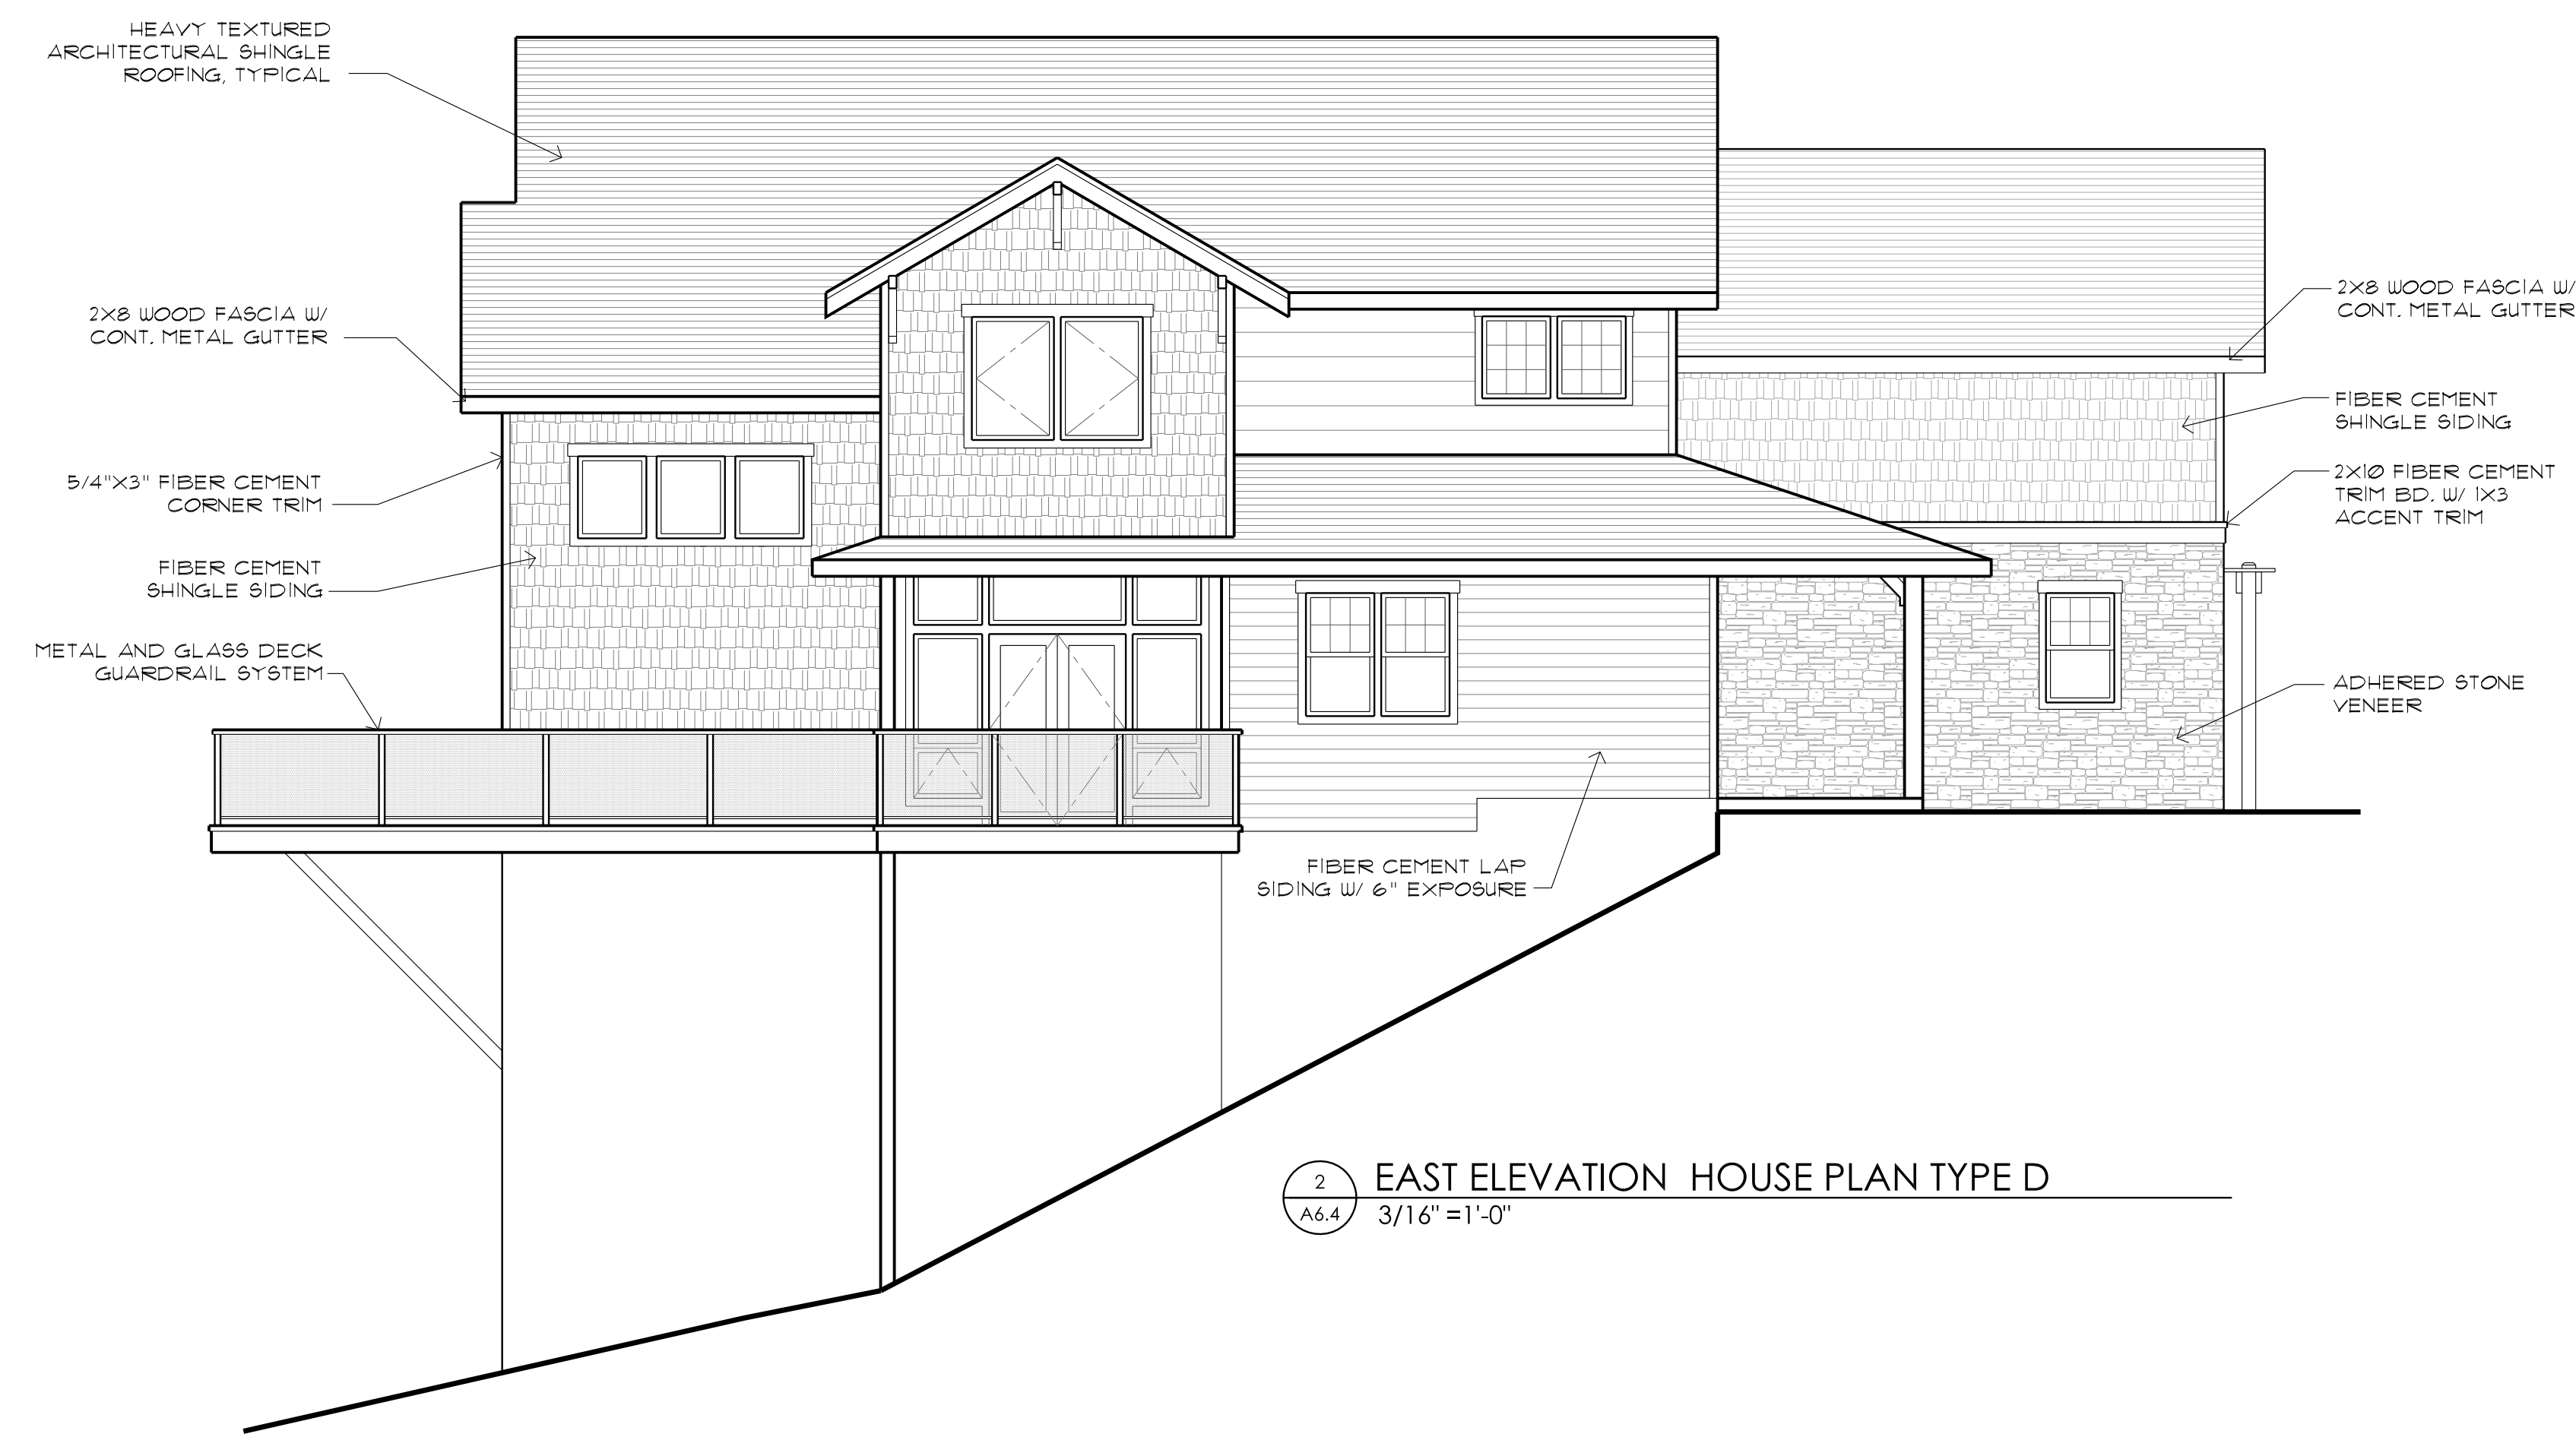 HEAVY TEXTURED
ARCHITECTURAL SHINGLE
ROOFING, TYPICAL
2X8 WOOD FASCIA W/
CONT. METAL GUTTER
5/4"X3" FIBER CEMENT
CORNER TRIM
FIBER CEMENT
SHINGLE SIDING
METAL AND GLASS DECK
GUARDRAIL SYSTEM
2X8 WOOD FASCIA W/
CONT. METAL GUTTER
FIBER CEMENT
SHINGLE SIDING
2X10 FIBER CEMENT
TRIM BD. W/ 1X3
ACCENT TRIM
ADHERED STONE
VENEER
FIBER CEMENT LAP
SIDING W/ 6" EXPOSURE
2
A6.4
EAST ELEVATION HOUSE PLAN TYPE D
3/16" =1'-0"